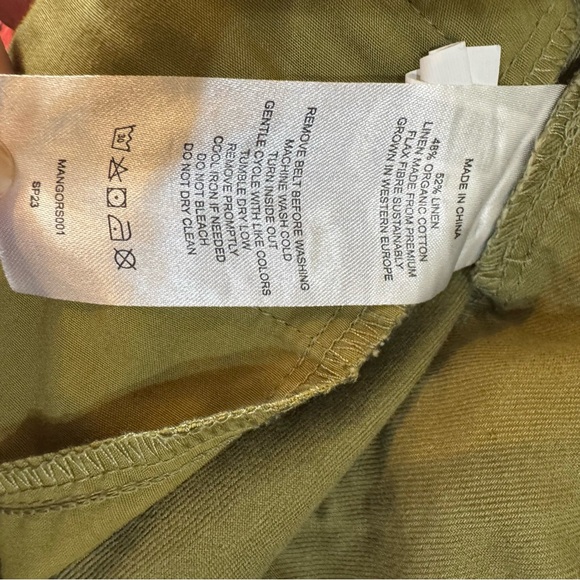 MADE IN CHINA
52% LINEN
48% ORGANIC COTTON
LINEN MADE FROM PREMIUM
FLAX FIBRE SUSTAINABLY
GROWN IN WESTERN EUROPE
REMOVE BELT BEFORE WASHING
MACHINE WASH COLD
TURN INSIDE OUT
GENTLE CYCLE WITH LIKE COLORS
TUMBLE DRY LOW
REMOVE PROMPTLY
COOL IRON IF NEEDED
DO NOT BLEACH
DO NOT DRY CLEAN
30
MANGORS001
SP23